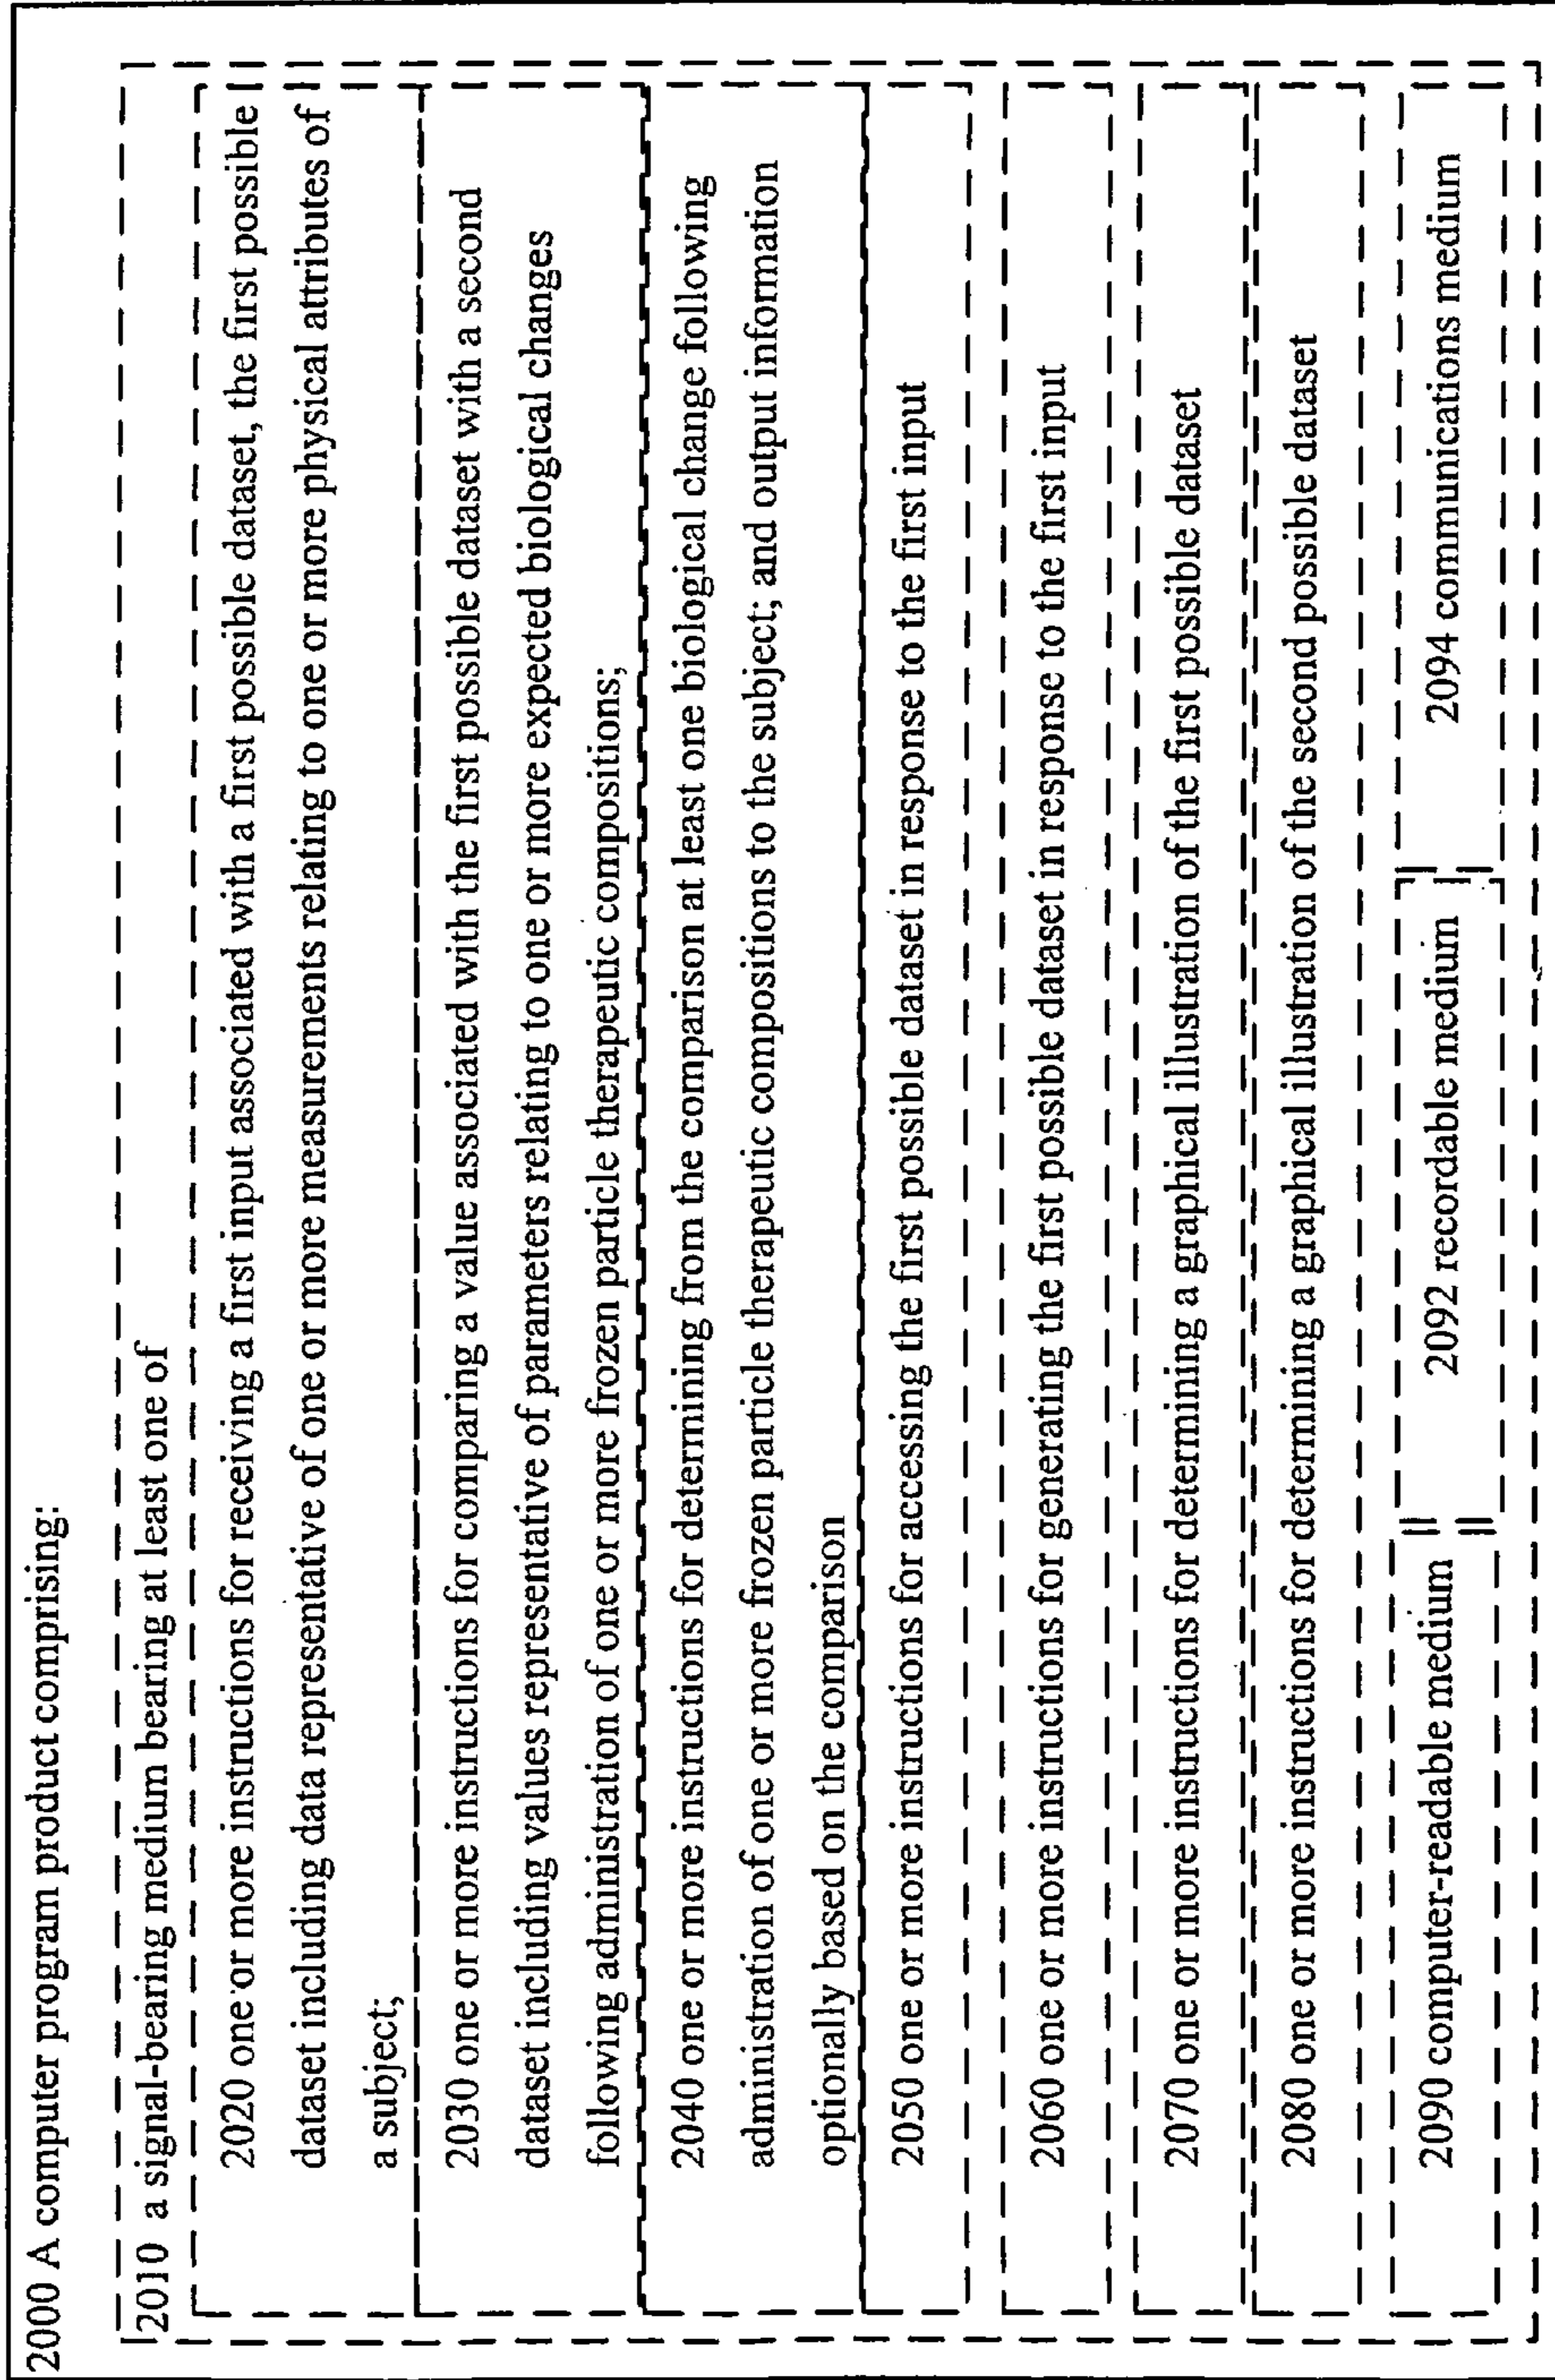 2000 A computer program product comprising:
2010 a signal-bearing medium bearing at least one of
2020 one or more instructions for receiving a first input associated with a first possible dataset, the first possible
dataset including data representative of one or more measurements relating to one or more physical attributes of
a subject;
2030 one or more instructions for comparing a value associated with the first possible dataset with a second
dataset including values representative of parameters relating to one or more expected biological changes
following administration of one or more frozen particle therapeutic compositions;
2040 one or more instructions for determining from the comparison at least one biological change following
administration of one or more frozen particle therapeutic compositions to the subject; and output information
optionally based on the comparison
2050 one or more instructions for accessing the first possible dataset in response to the first input
2060 one or more instructions for generating the first possible dataset in response to the first input
2070 one or more instructions for determining a graphical illustration of the first possible dataset
2080 one or more instructions for determining a graphical illustration of the second possible dataset
2090 computer-readable medium
2092 recordable medium
2094 communications medium